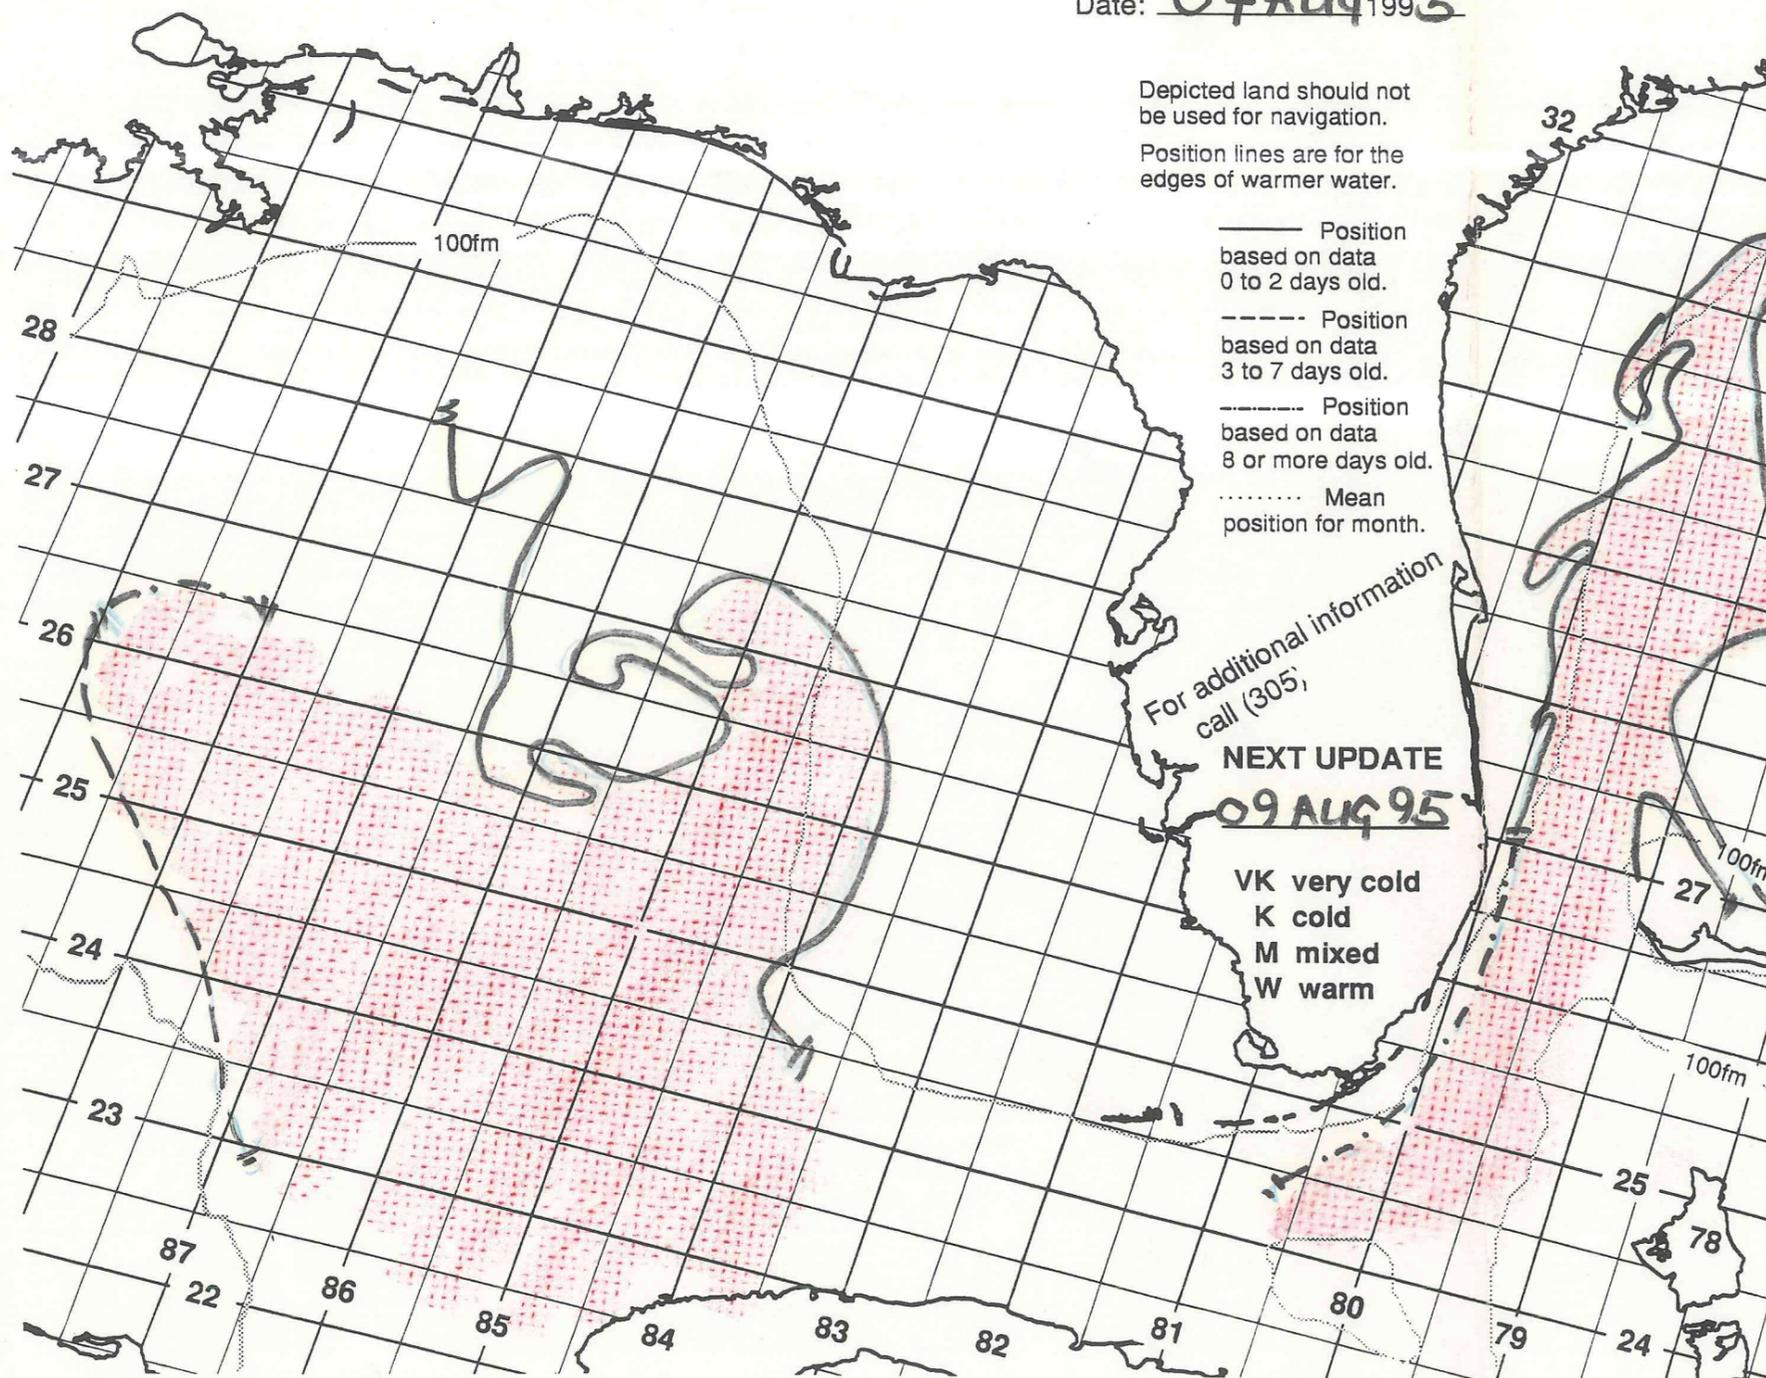 Date: 07 AUG 1995
Depicted land should not
be used for navigation.
Position lines are for the
edges of warmer water.
Position
based on data
0 to 2 days old.
Position
based on data
3 to 7 days old.
Position
based on data
8 or more days old.
Mean
position for month.
For additional information
call (305)
NEXT UPDATE
09 AUG 95
VK very cold
K cold
M mixed
W warm
32
100fm
28
27
26
25
24
23
22
87
86
85
84
83
82
81
80
79
78
100fm
27
100fm
25
24